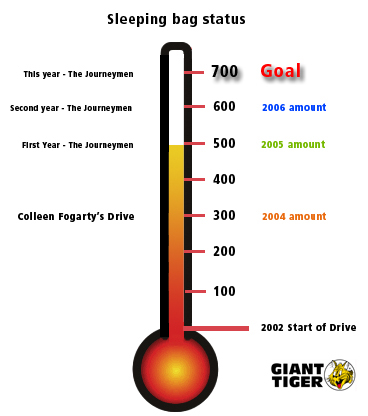 Sleeping bag status
This year - The Journeymen 700 Goal
Second year - The Journeymen 600 2006 amount
First Year - The Journeymen 500 2005 amount
400
Colleen Fogarty's Drive 300 2004 amount
200
100
2002 Start of Drive
GIANT
TIGER